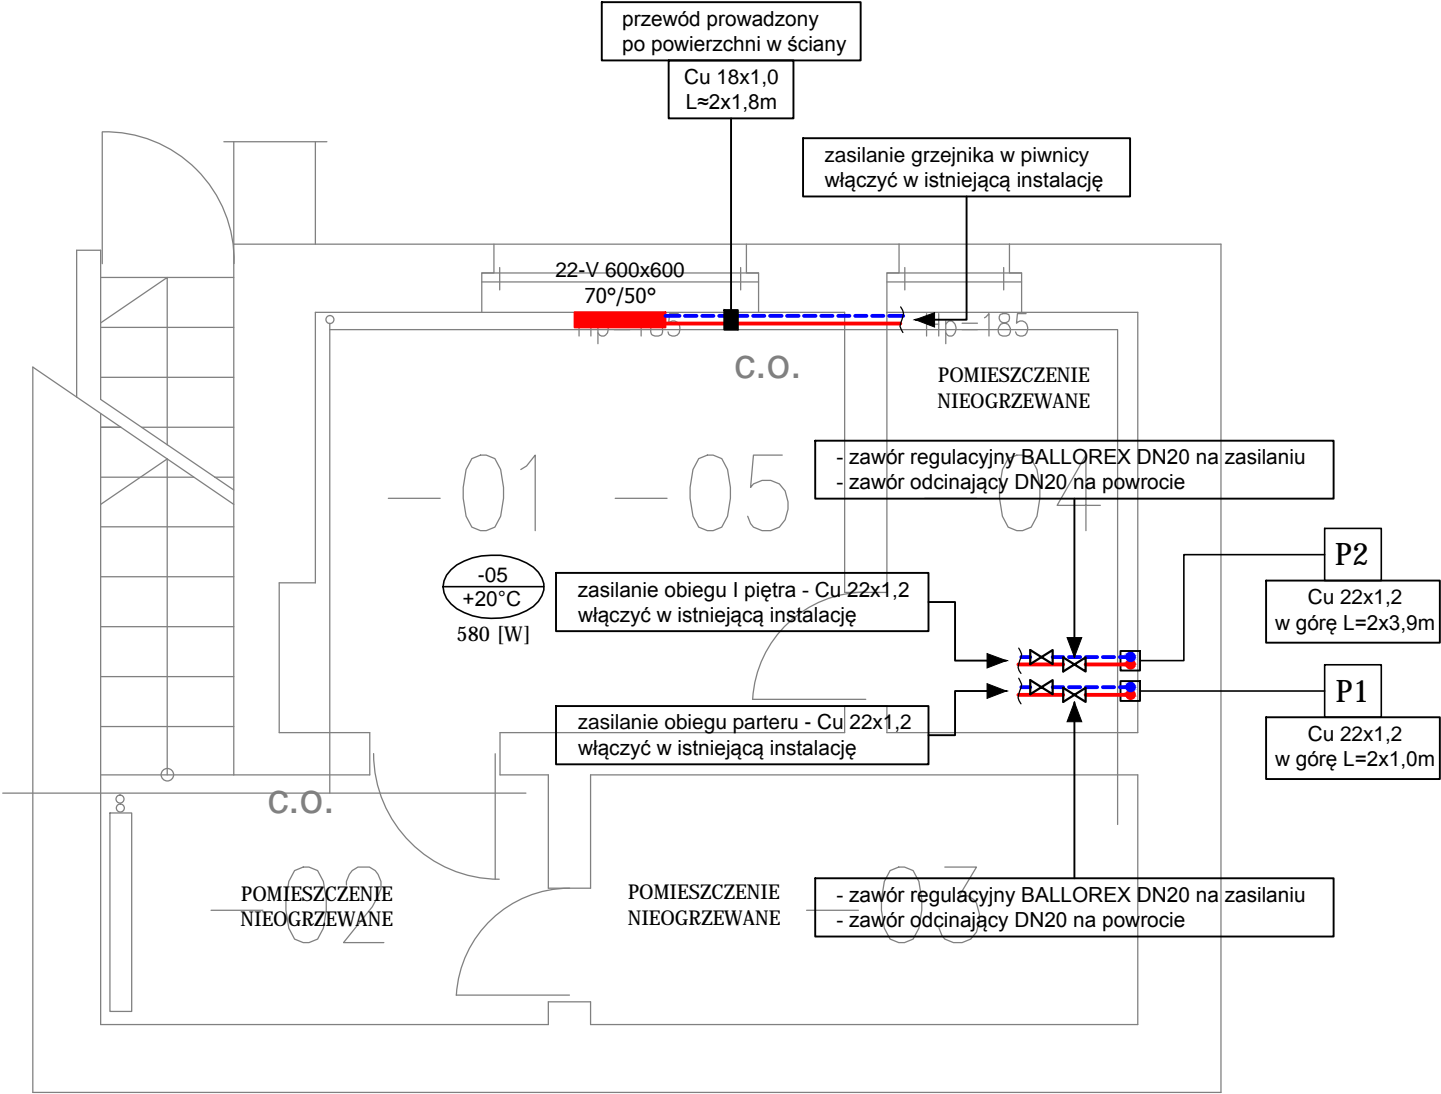 przewód prowadzony
po powierzchni w ściany
Cu 18x1,0
L≈2x1,8m
zasilanie grzejnika w piwnicy
włączyć w istniejącą instalację
22-V 600x600
70°/50°
Hp-185
Hp-185
c.o.
POMIESZCZENIE
NIEOGRZEWANE
- zawór regulacyjny BALLOREX DN20 na zasilaniu
- zawór odcinający DN20 na powrocie
-01
-05
04
P2
Cu 22x1,2
w górę L=2x3,9m
-05
+20°C
580 [W]
zasilanie obiegu I piętra - Cu 22x1,2
włączyć w istniejącą instalację
P1
Cu 22x1,2
w górę L=2x1,0m
zasilanie obiegu parteru - Cu 22x1,2
włączyć w istniejącą instalację
c.o.
POMIESZCZENIE
NIEOGRZEWANE
-02
POMIESZCZENIE
NIEOGRZEWANE
-03
- zawór regulacyjny BALLOREX DN20 na zasilaniu
- zawór odcinający DN20 na powrocie